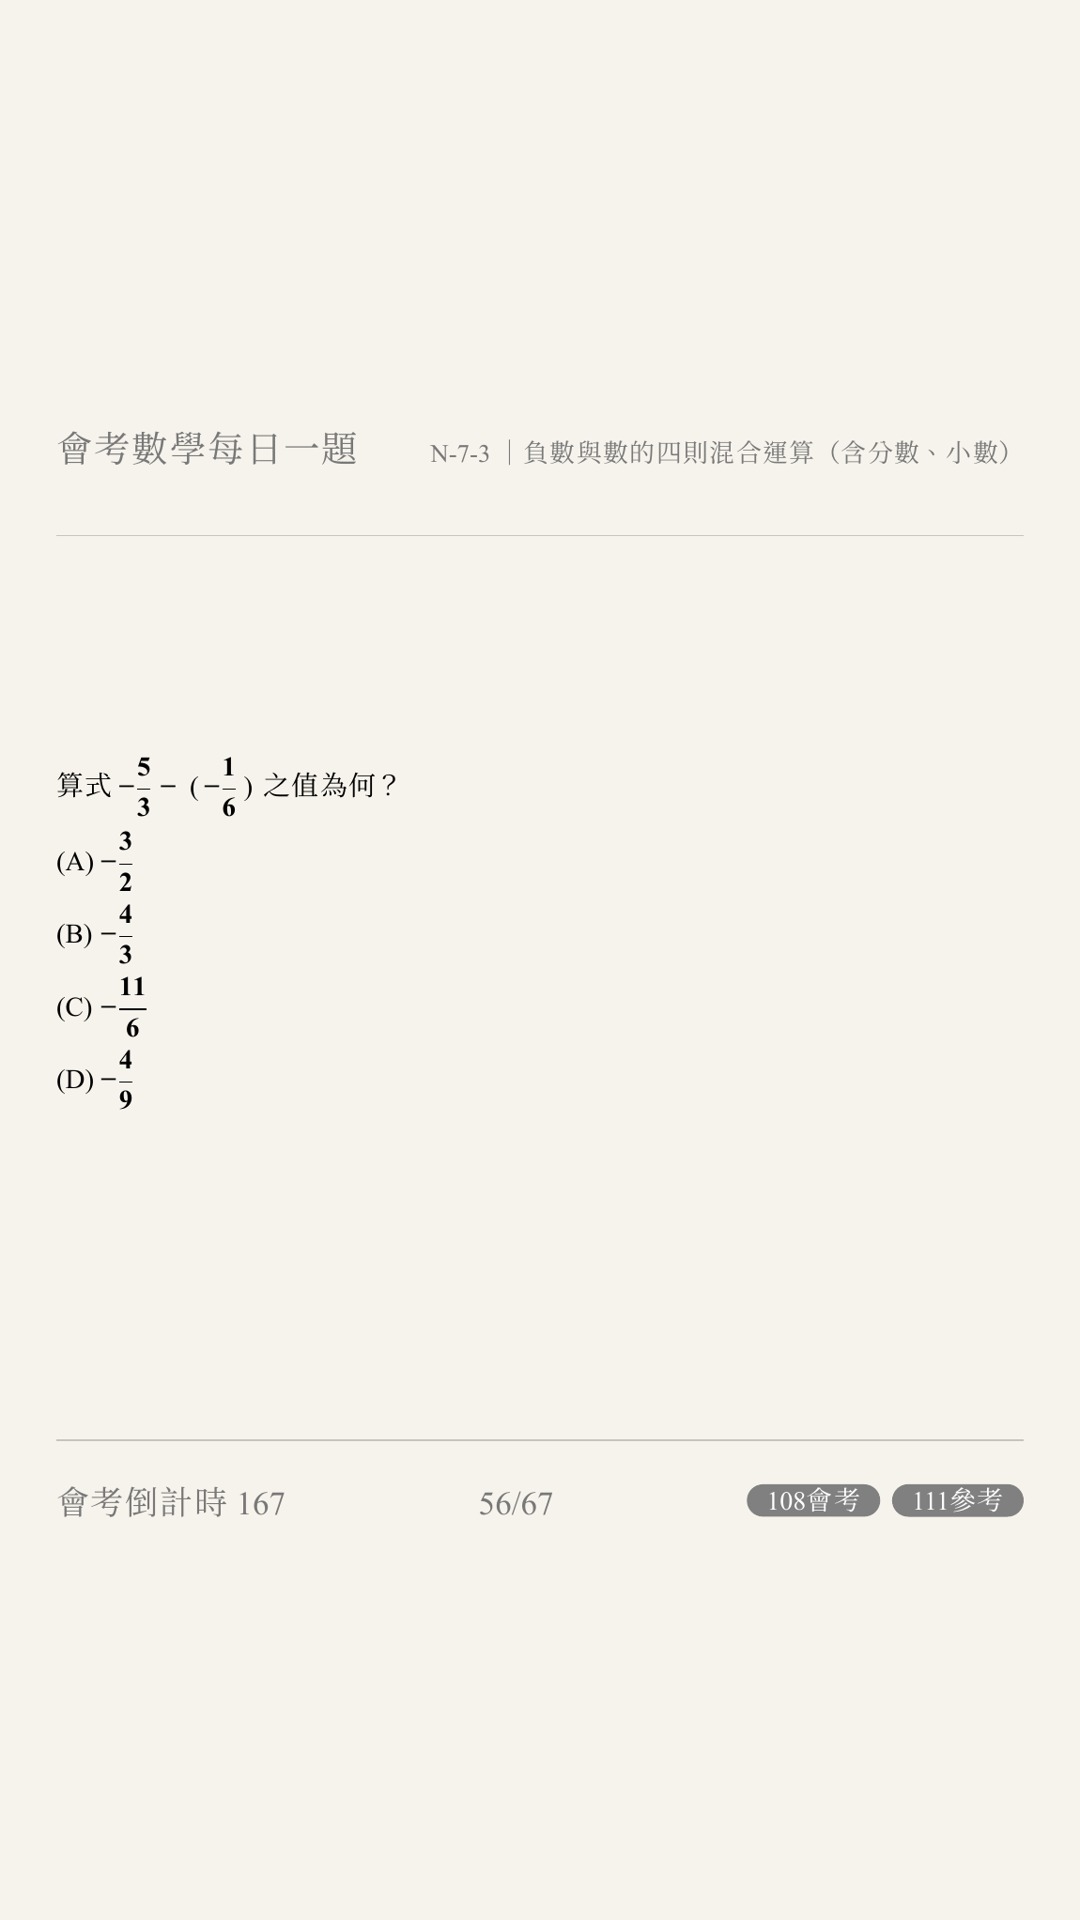 會考數學每日一題
N-7-3｜負數與數的四則混合運算（含分數、小數）
算式 −5/3 − (−1/6) 之值為何？
(A) −3/2
(B) −4/3
(C) −11/6
(D) −4/9
會考倒計時 167
56/67
108會考
111參考